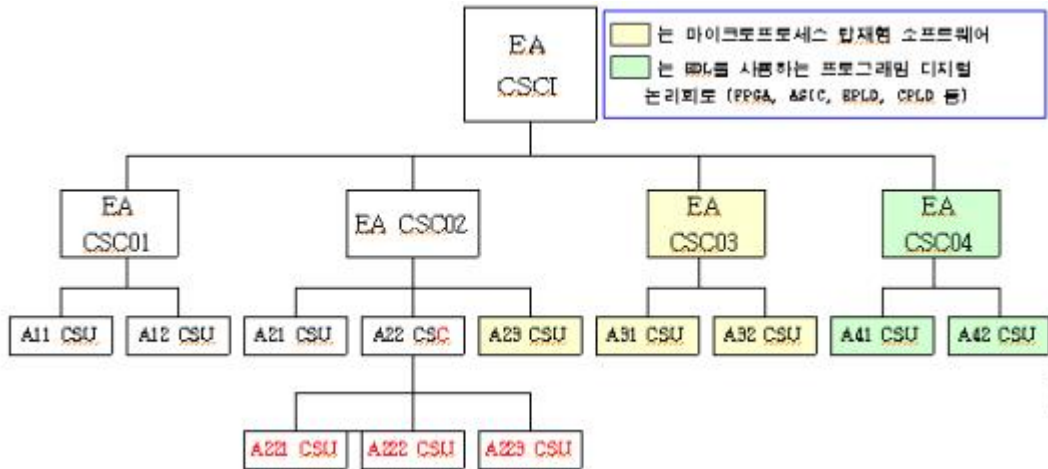 EA
CSCI
는 마이크로프로세스 탑재형 소프트웨어
는 HDL를 사용하는 프로그래밍 디지털
논리회로 (FPGA, ASIC, EPLD, CPLD 등)
EA
CSC01
EA CSC02
EA
CSC03
EA
CSC04
A11 CSU
A12 CSU
A21 CSU
A22 CSC
A23 CSU
A31 CSU
A32 CSU
A41 CSU
A42 CSU
A221 CSU
A222 CSU
A223 CSU